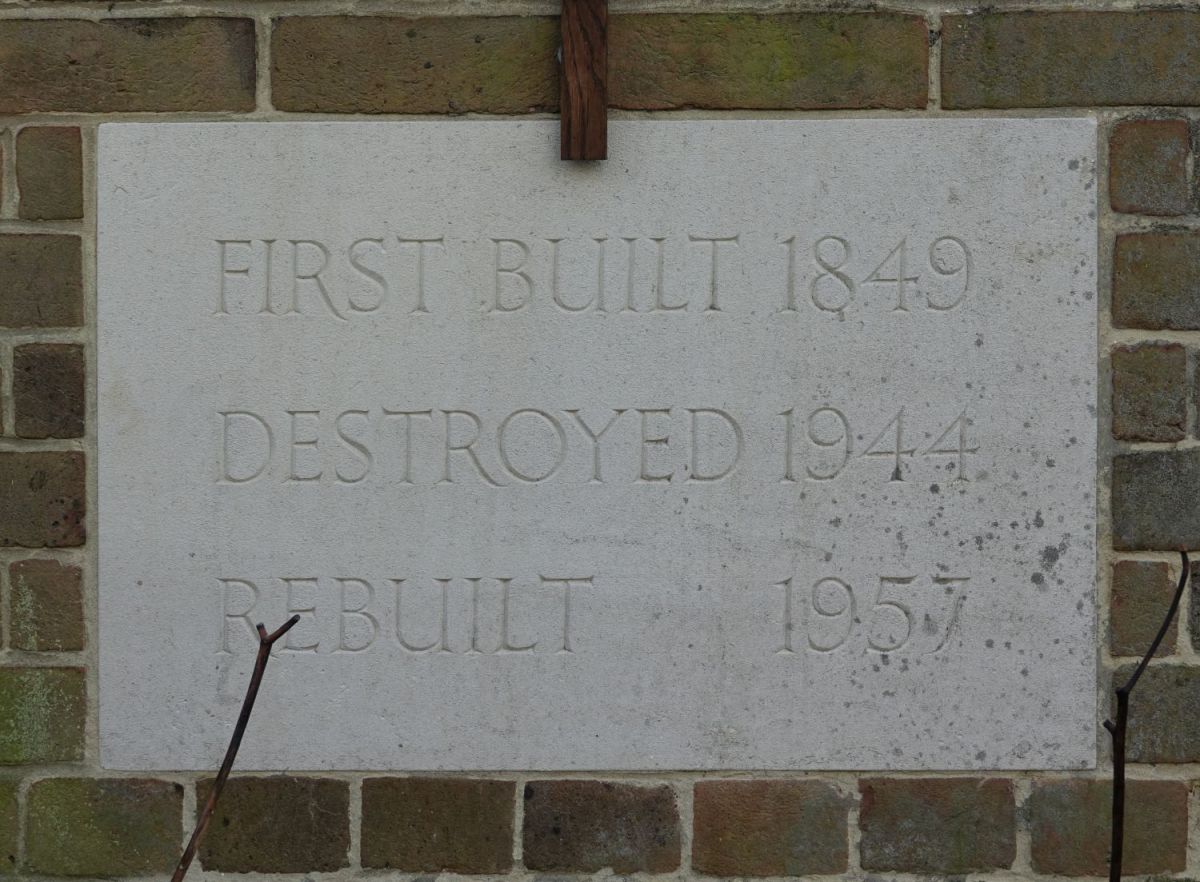 FIRST BUILT 1849
DESTROYED 1944
REBUILT 1957